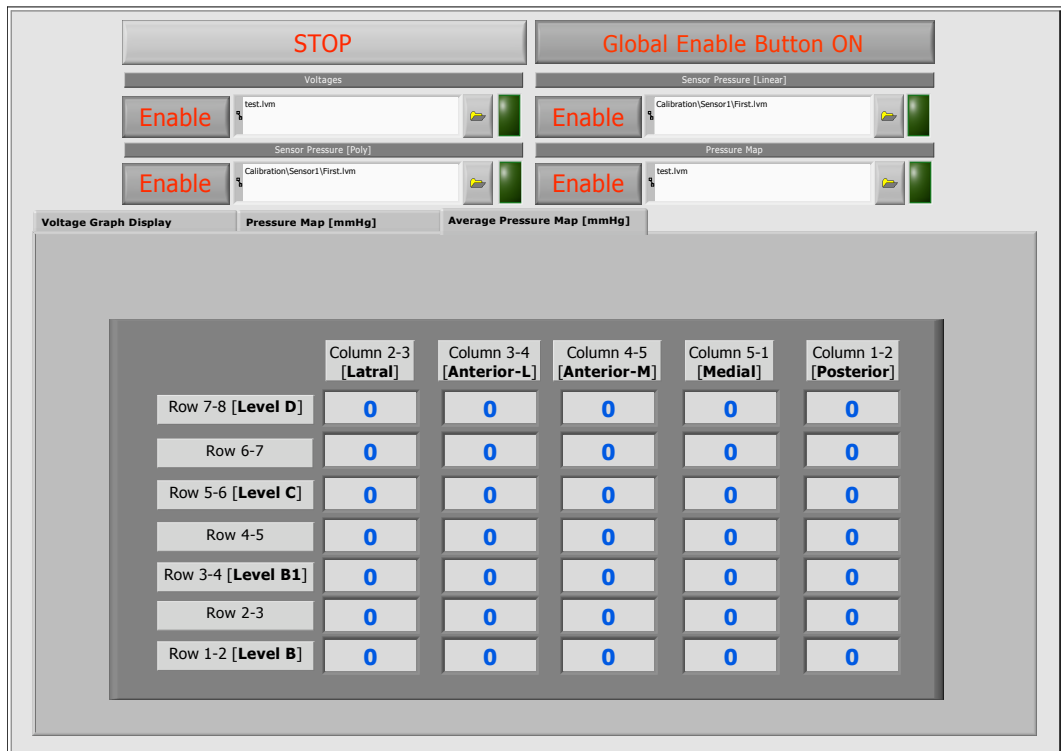 STOP
Global Enable Button ON
Voltages
Sensor Pressure [Linear]
Enable
test.lvm
Enable
Calibration\Sensor1\First.lvm
Sensor Pressure [Poly]
Pressure Map
Enable
Calibration\Sensor1\First.lvm
Enable
test.lvm
Voltage Graph Display
Pressure Map [mmHg]
Average Pressure Map [mmHg]
Column 2-3
[Latral]
Column 3-4
[Anterior-L]
Column 4-5
[Anterior-M]
Column 5-1
[Medial]
Column 1-2
[Posterior]
Row 7-8 [Level D] 0 0 0 0 0
Row 6-7 0 0 0 0 0
Row 5-6 [Level C] 0 0 0 0 0
Row 4-5 0 0 0 0 0
Row 3-4 [Level B1] 0 0 0 0 0
Row 2-3 0 0 0 0 0
Row 1-2 [Level B] 0 0 0 0 0